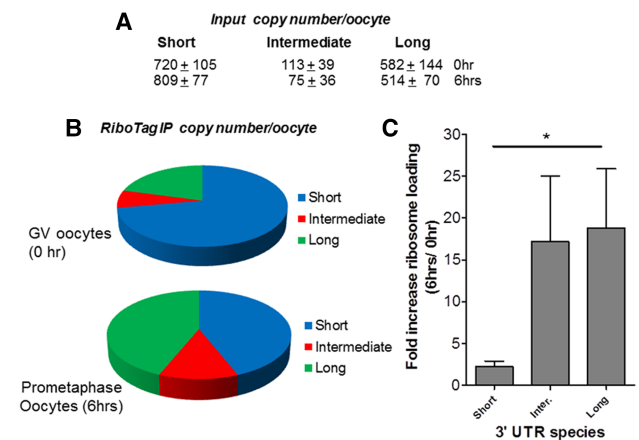 A
Input copy number/oocyte
Short Intermediate Long
720 ± 105 113 ± 39 582 ± 144 0hr
809 ± 77 75 ± 36 514 ± 70 6hrs
B
RiboTag IP copy number/oocyte
GV oocytes
(0 hr)
Short
Intermediate
Long
Prometaphase
Oocytes (6hrs)
Short
Intermediate
Long
C
Fold increase ribosome loading
(6hrs/ 0hr)
30
25
20
15
10
5
0
*
Short
Inter.
Long
3' UTR species